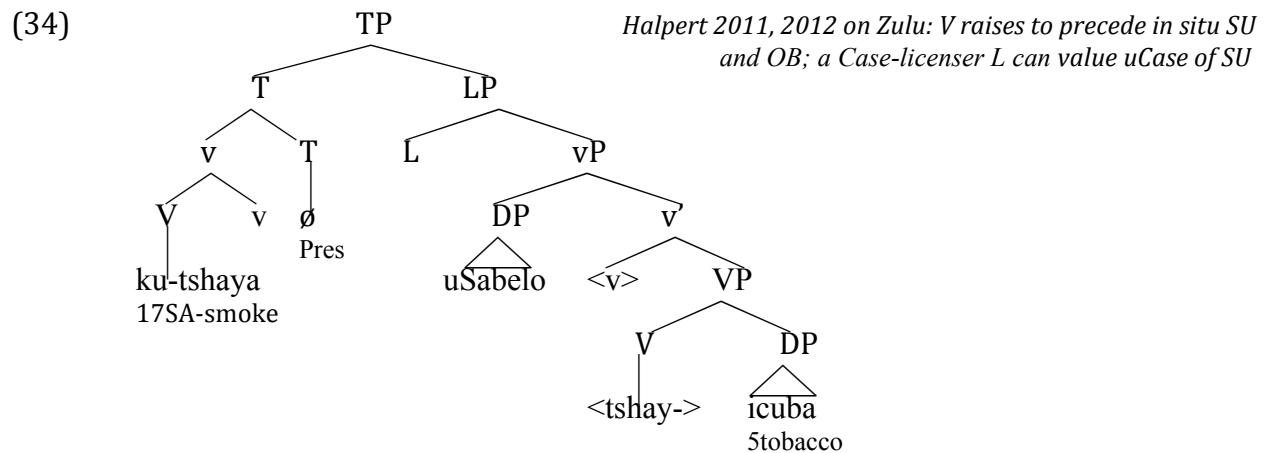 (34) TP Halpert 2011, 2012 on Zulu: V raises to precede in situ SU
and OB; a Case-licenser L can value uCase of SU
T LP
v T L vP
V v ø DP v'
Pres
ku-tshaya uSabelo <v> VP
17SA-smoke
V DP
<tshay-> icuba
5tobacco